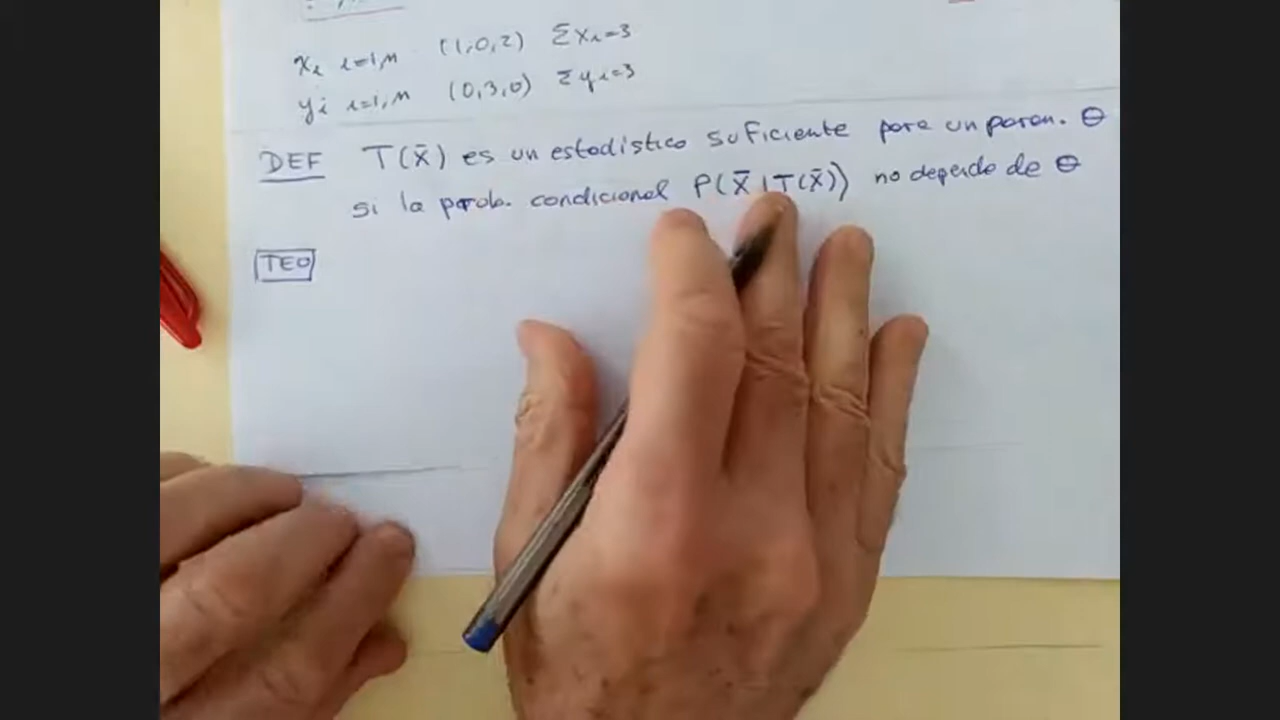 xi i=1,n (1,0,2) Σxi=3
yi i=1,n (0,3,0) Σyi=3
DEF T(x̄) es un estadístico suficiente para un param. θ
si la prob. condicional P(x̄|T(x̄)) no depende de θ
TEO